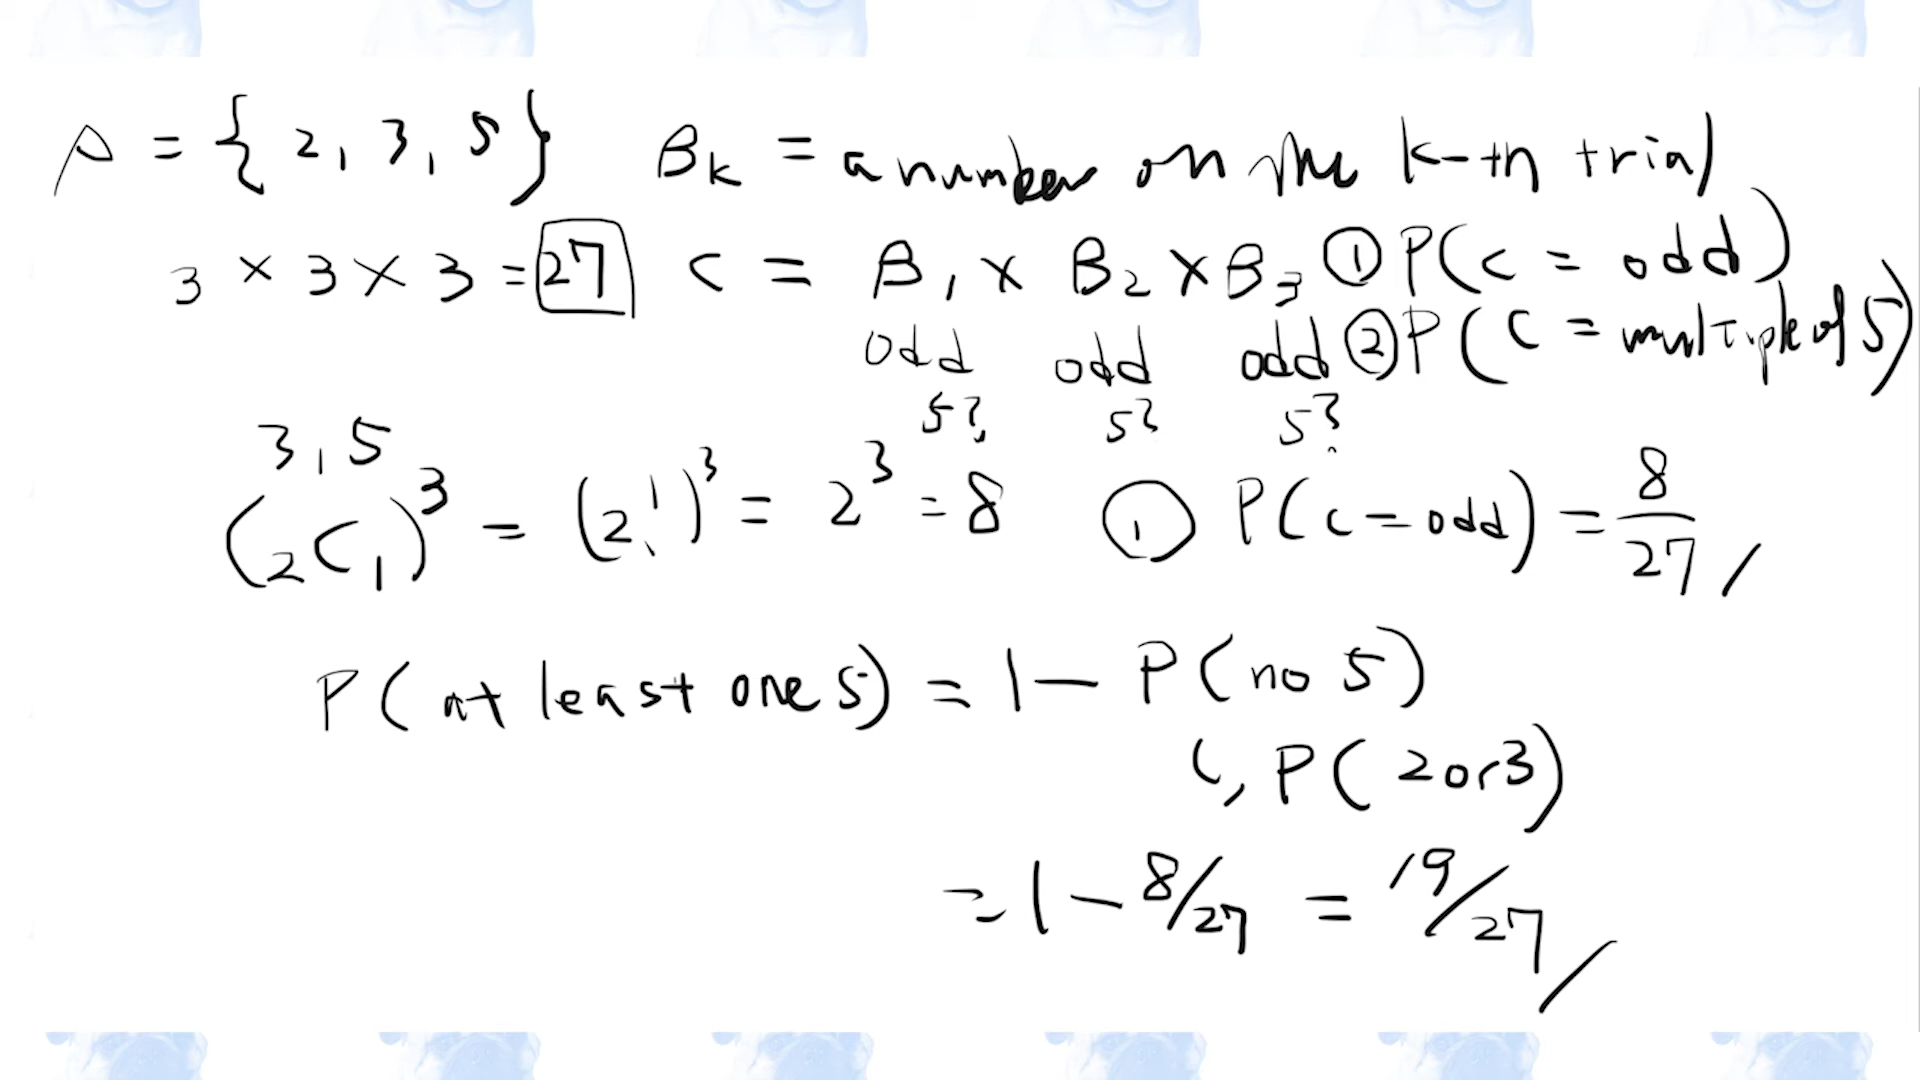 A = {2, 3, 5} B_k = a number on the k-th trial
3 × 3 × 3 = 27 C = B_1 × B_2 × B_3 ① P(C = odd)
odd odd odd ② P(C = multiple of 5)
5? 5? 5?
3, 5
(₂C₁)³ = (2!)³ = 2³ = 8 ① P(C = odd) = 8/27
P(at least one 5) = 1 - P(no 5)
P(2 or 3)
= 1 - 8/27 = 19/27